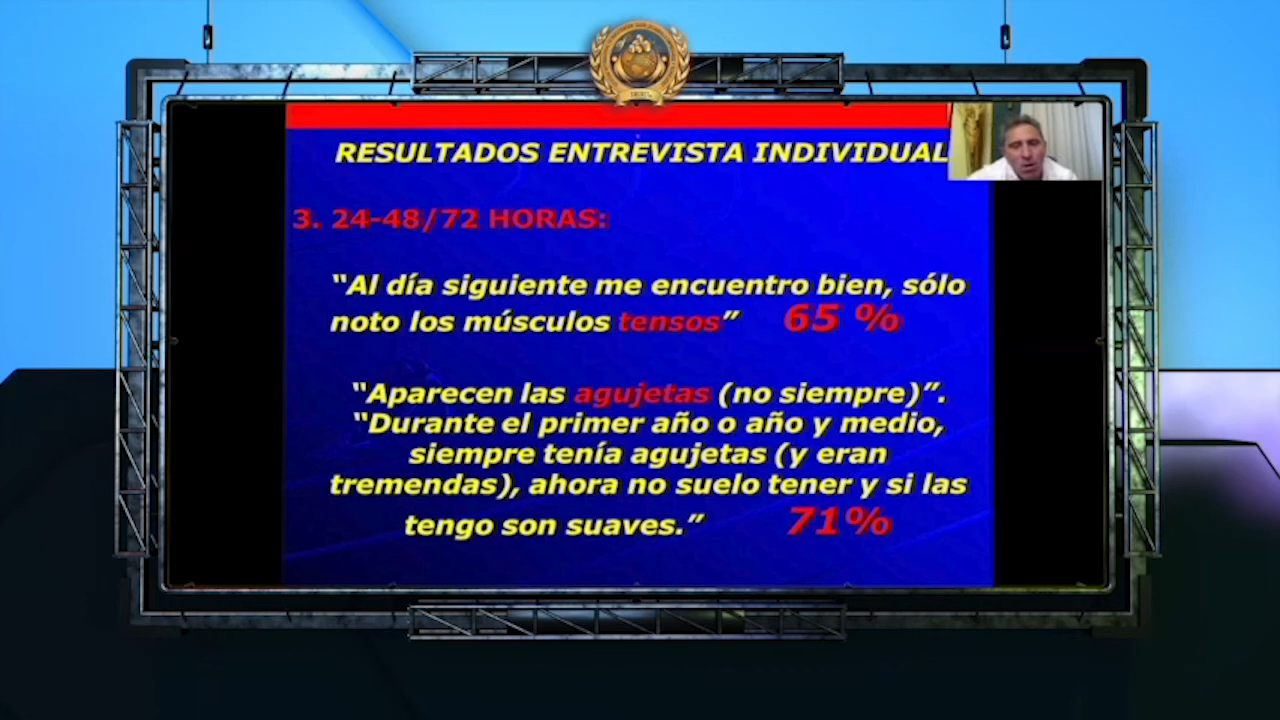 RESULTADOS ENTREVISTA INDIVIDUAL
3. 24-48/72 HORAS:
“Al día siguiente me encuentro bien, sólo
noto los músculos tensos” 65 %
“Aparecen las agujetas (no siempre)”.
“Durante el primer año o año y medio,
siempre tenía agujetas (y eran
tremendas), ahora no suelo tener y si las
tengo son suaves.” 71%